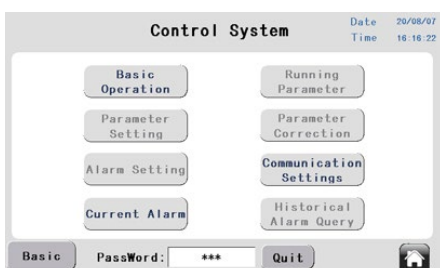 Control System
Date 20/08/07
Time 16:16:22
Basic
Operation
Running
Parameter
Parameter
Setting
Parameter
Correction
Alarm Setting
Communication
Settings
Current Alarm
Historical
Alarm Query
Basic
PassWord: ***
Quit